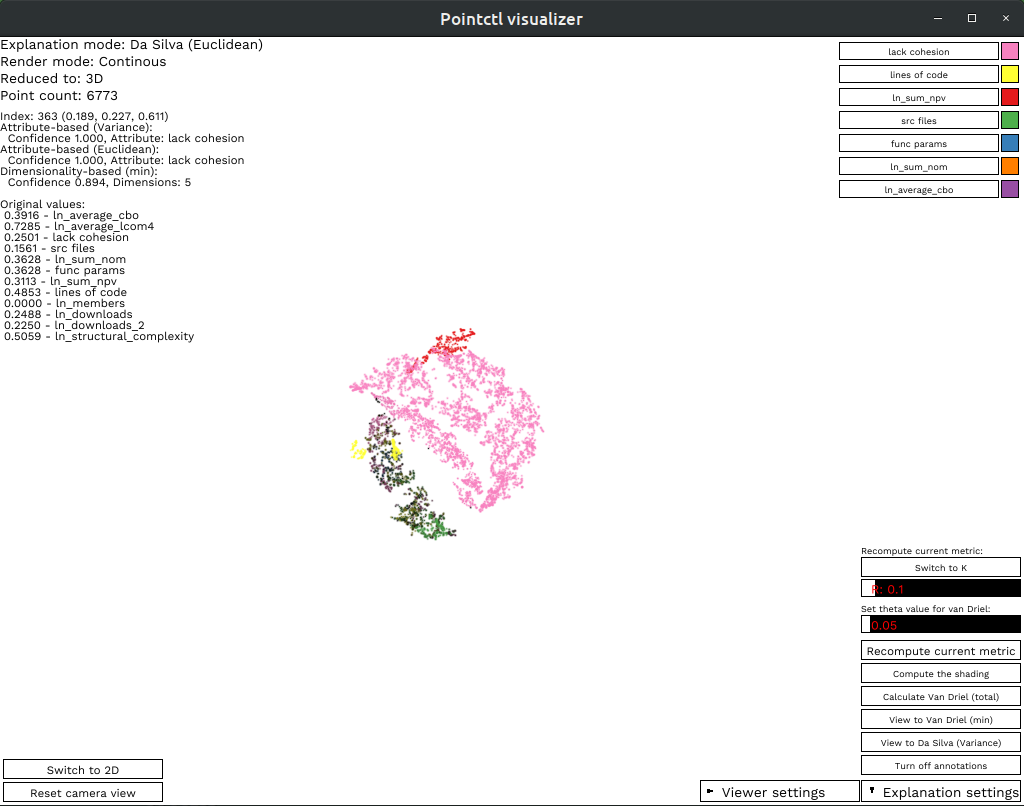 Pointctl visualizer
Explanation mode: Da Silva (Euclidean)
Render mode: Continous
Reduced to: 3D
Point count: 6773
Index: 363 (0.189, 0.227, 0.611)
Attribute-based (Variance):
Confidence 1.000, Attribute: lack cohesion
Attribute-based (Euclidean):
Confidence 1.000, Attribute: lack cohesion
Dimensionality-based (min):
Confidence 0.894, Dimensions: 5
Original values:
0.3916 - ln_average_cbo
0.7285 - ln_average_lcom4
0.2501 - lack cohesion
0.1561 - src files
0.3628 - ln_sum_nom
0.3628 - func params
0.3113 - ln_sum_npv
0.4853 - lines of code
0.0000 - ln_members
0.2488 - ln_downloads
0.2250 - ln_downloads_2
0.5059 - ln_structural_complexity
lack cohesion
lines of code
ln_sum_npv
src files
func params
ln_sum_nom
ln_average_cbo
Recompute current metric:
Switch to K
R: 0.1
Set theta value for van Driel:
0.05
Recompute current metric
Compute the shading
Calculate Van Driel (total)
View to Van Driel (min)
View to Da Silva (Variance)
Turn off annotations
Switch to 2D
Reset camera view
Viewer settings
Explanation settings